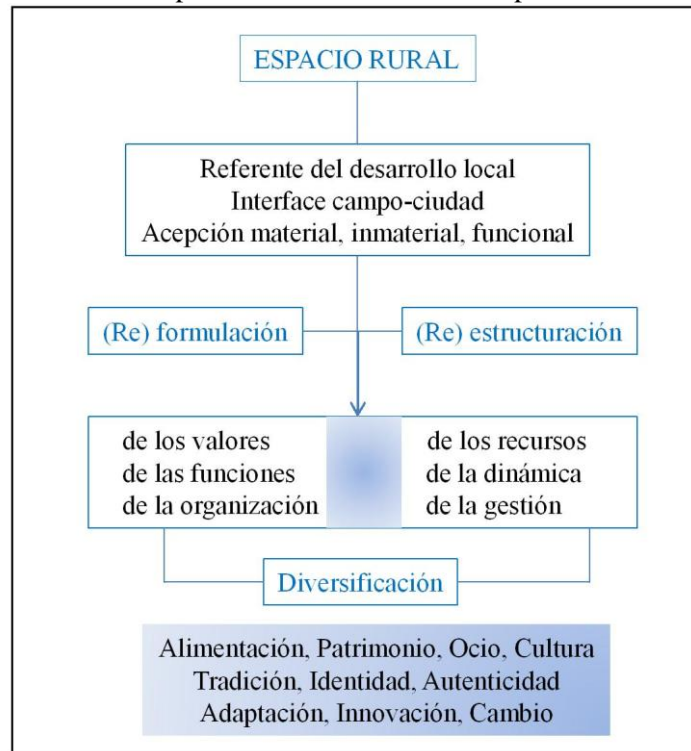 ESPACIO RURAL
Referente del desarrollo local
Interface campo-ciudad
Acepción material, inmaterial, funcional
(Re) formulación
(Re) estructuración
de los valores
de las funciones
de la organización
de los recursos
de la dinámica
de la gestión
Diversificación
Alimentación, Patrimonio, Ocio, Cultura
Tradición, Identidad, Autenticidad
Adaptación, Innovación, Cambio